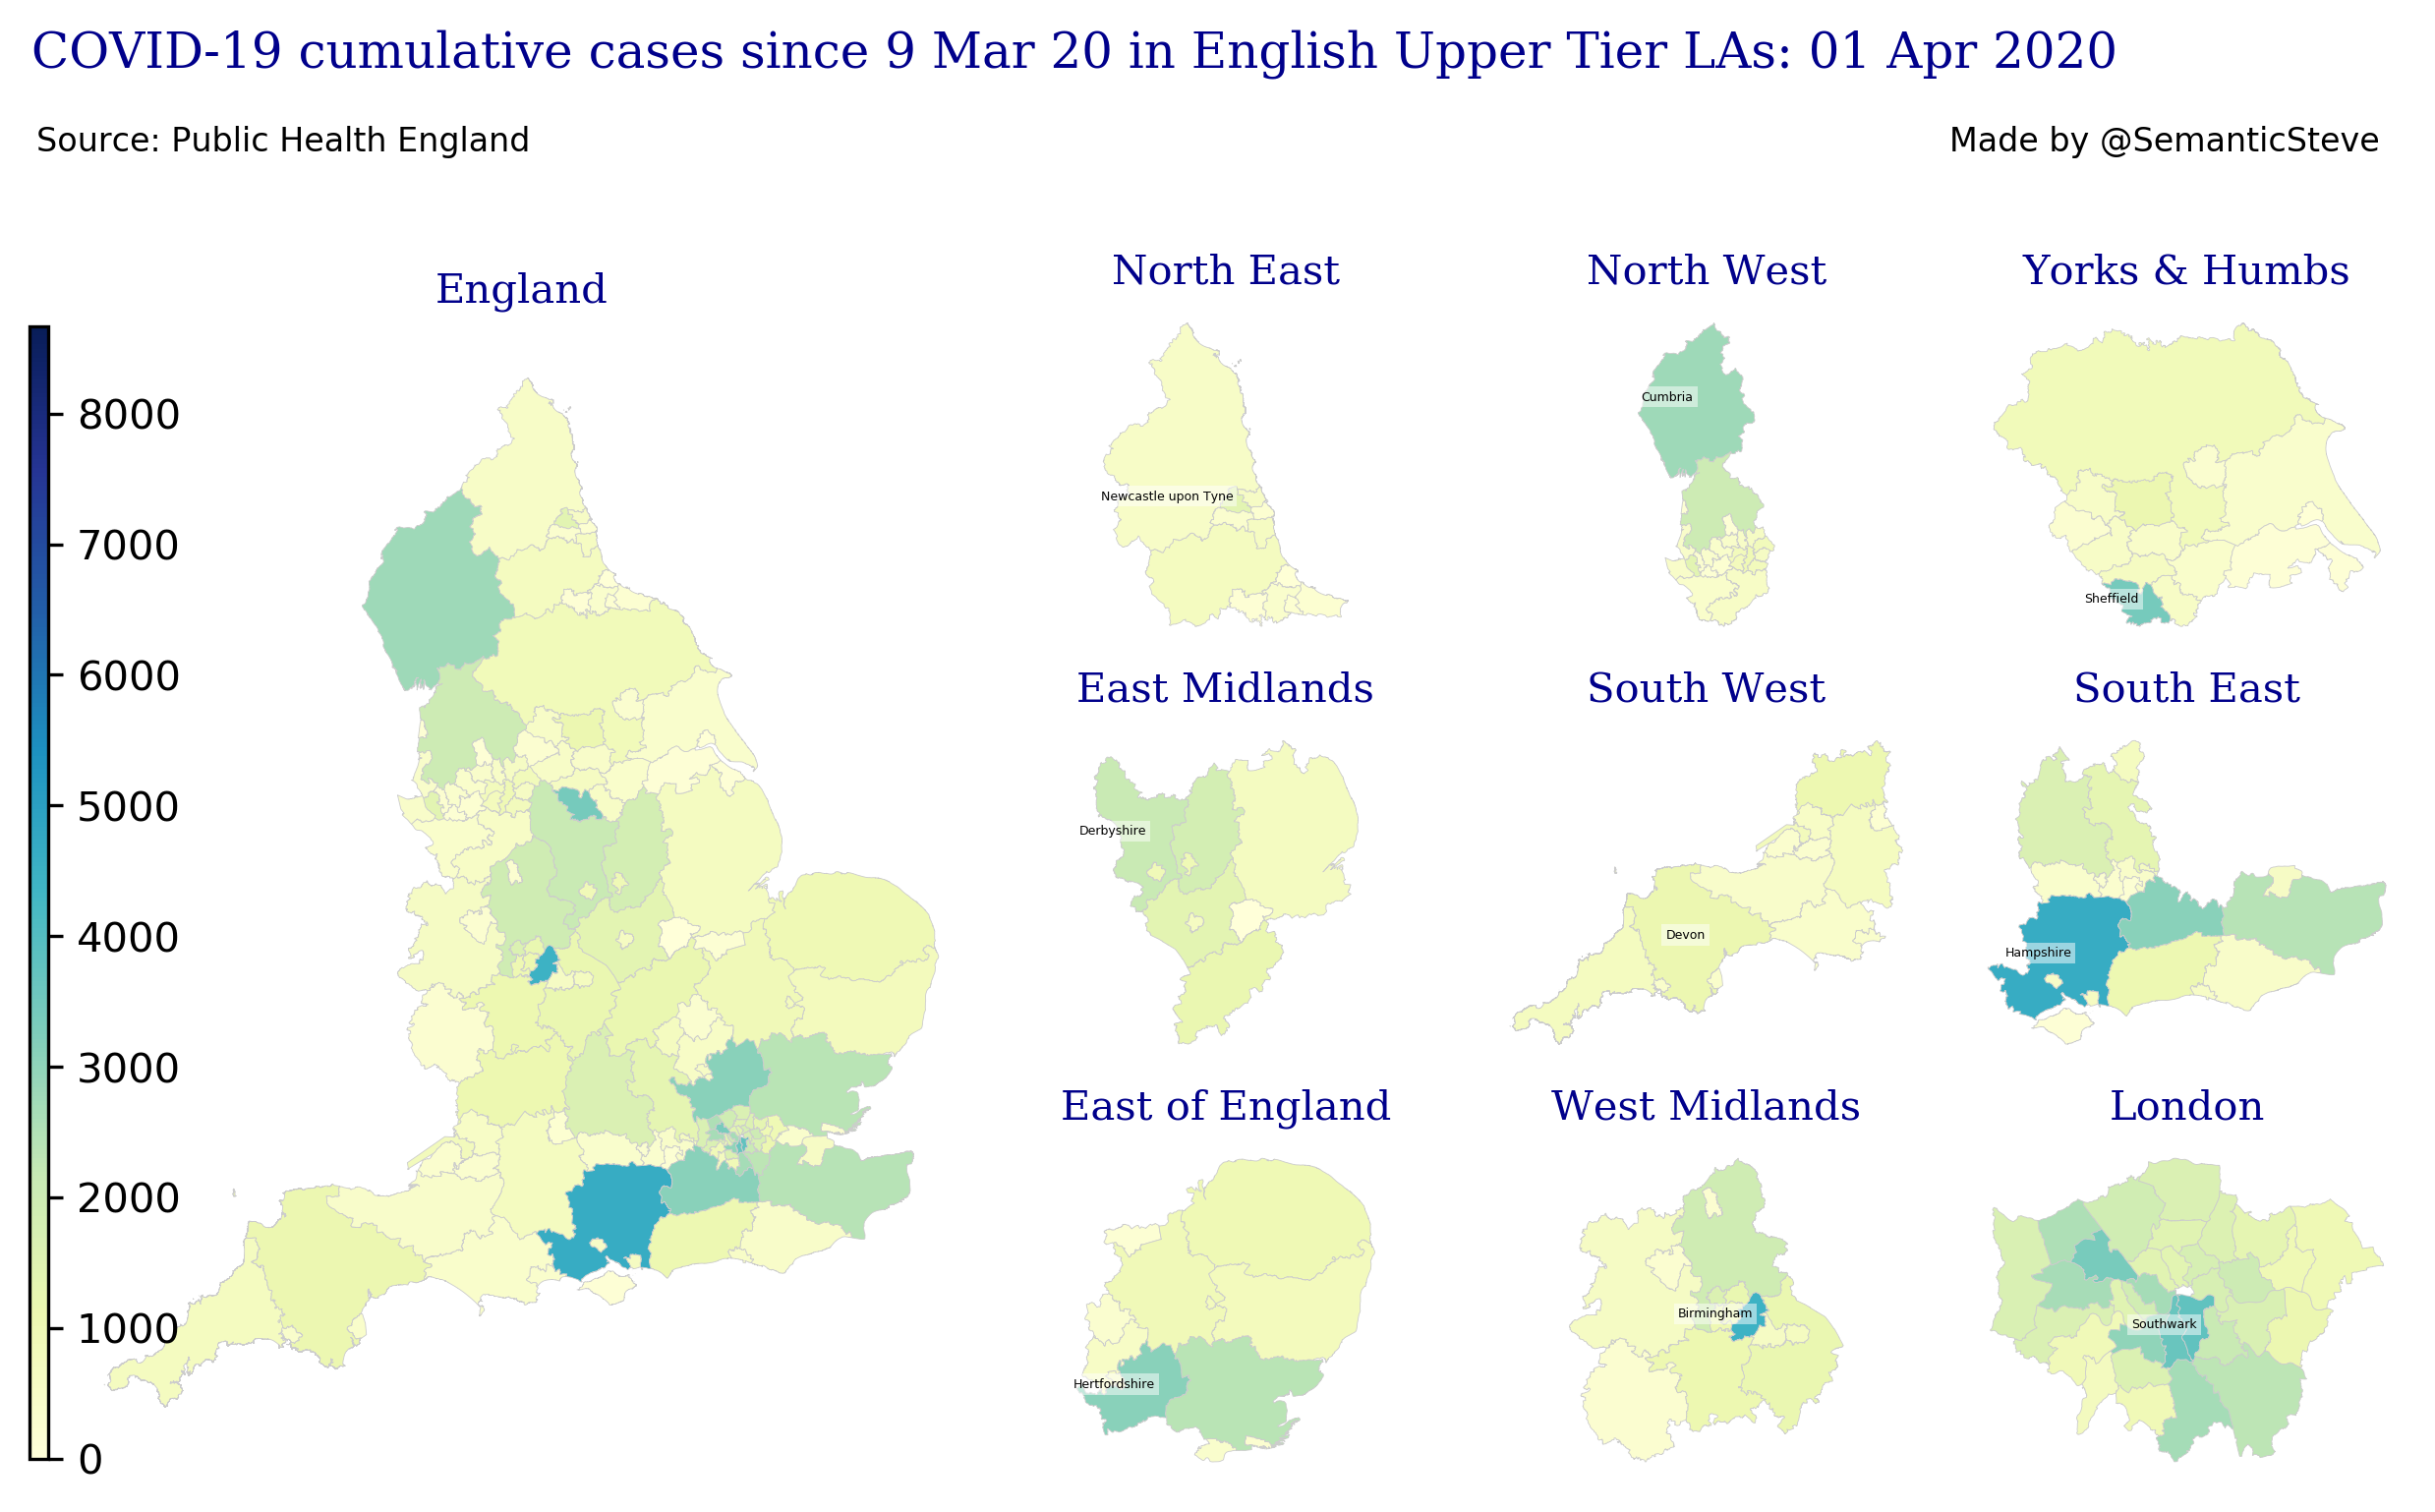 COVID-19 cumulative cases since 9 Mar 20 in English Upper Tier LAs: 01 Apr 2020
Source: Public Health England
Made by @SemanticSteve
England
8000
7000
6000
5000
4000
3000
2000
1000
0
North East
Newcastle upon Tyne
North West
Cumbria
Yorks & Humbs
Sheffield
East Midlands
Derbyshire
South West
Devon
South East
Hampshire
East of England
Hertfordshire
West Midlands
Birmingham
London
Southwark